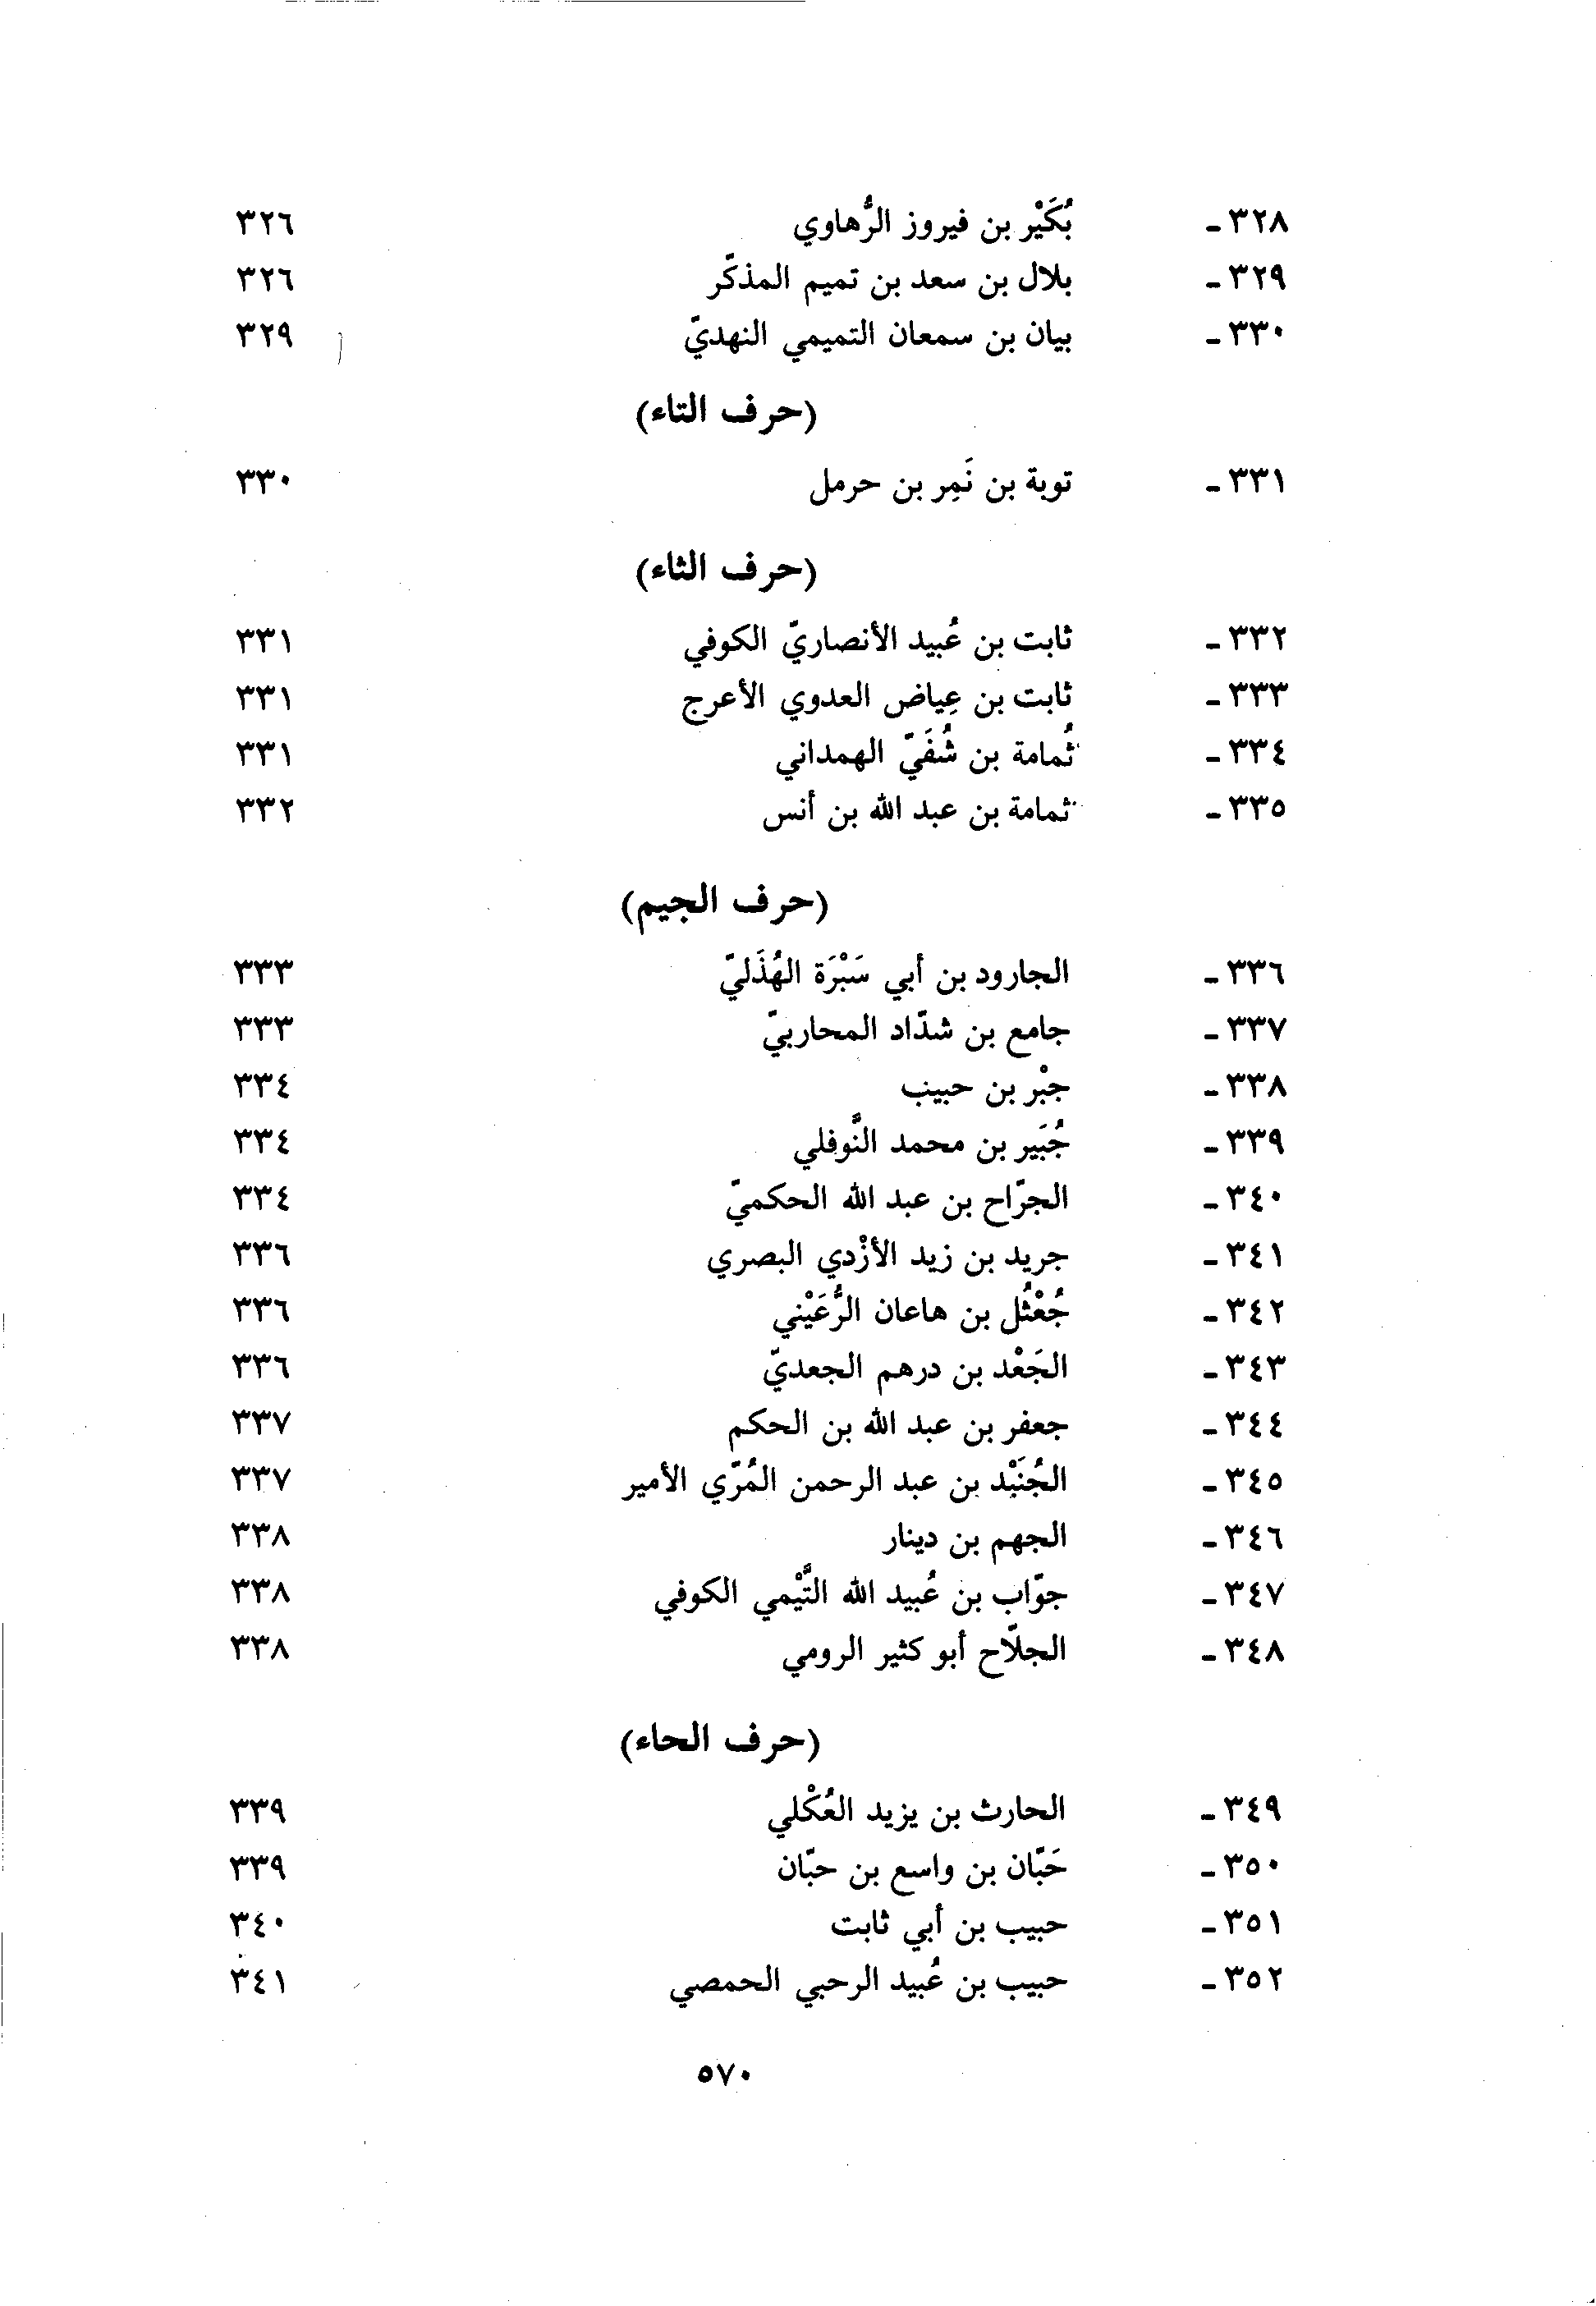 ٣٢٨ - بُكَيْر بن فيروز الرُّهاوي ٣٢٦
٣٢٩ - بلال بن سعد بن تميم المذكّر ٣٢٦
٣٣٠ - بيان بن سمعان التميمي النهديّ ٣٢٩
(حرف التاء)
٣٣١ - توبة بن نَمِر بن حرمل ٣٣٠
(حرف الثاء)
٣٣٢ - ثابت بن عُبيد الأنصاريّ الكوفي ٣٣١
٣٣٣ - ثابت بن عِياض العدوي الأعرج ٣٣١
٣٣٤ - ثُمامة بن شُفَيّ الهمداني ٣٣١
٣٣٥ - ثمامة بن عبد الله بن أنس ٣٣٢
(حرف الجيم)
٣٣٦ - الجارود بن أبي سَبْرَة الهُذَليّ ٣٣٣
٣٣٧ - جامع بن شدّاد المحاربيّ ٣٣٣
٣٣٨ - جبْر بن حبيب ٣٣٤
٣٣٩ - جُبَير بن محمد النَّوفلي ٣٣٤
٣٤٠ - الجرّاح بن عبد الله الحكميّ ٣٣٤
٣٤١ - جريد بن زيد الأزْدي البصري ٣٣٦
٣٤٢ - جُعْثُل بن هاعان الرُّعَيْني ٣٣٦
٣٤٣ - الجَعْد بن درهم الجعديّ ٣٣٦
٣٤٤ - جعفر بن عبد الله بن الحكم ٣٣٧
٣٤٥ - الجُنَبْد بن عبد الرحمن المُرّي الأمير ٣٣٧
٣٤٦ - الجهم بن دينار ٣٣٨
٣٤٧ - جوّاب بن عُبيد الله التَّيْمي الكوفي ٣٣٨
٣٤٨ - الجلّاح أبو كثير الرومي ٣٣٨
(حرف الحاء)
٣٤٩ - الحارث بن يزيد العُكْلي ٣٣٩
٣٥٠ - حَبّان بن واسع بن حبّان ٣٣٩
٣٥١ - حبيب بن أبي ثابت ٣٤٠
٣٥٢ - حبيب بن عُبيد الرحبي الحمصي ٣٤١
٥٧٠